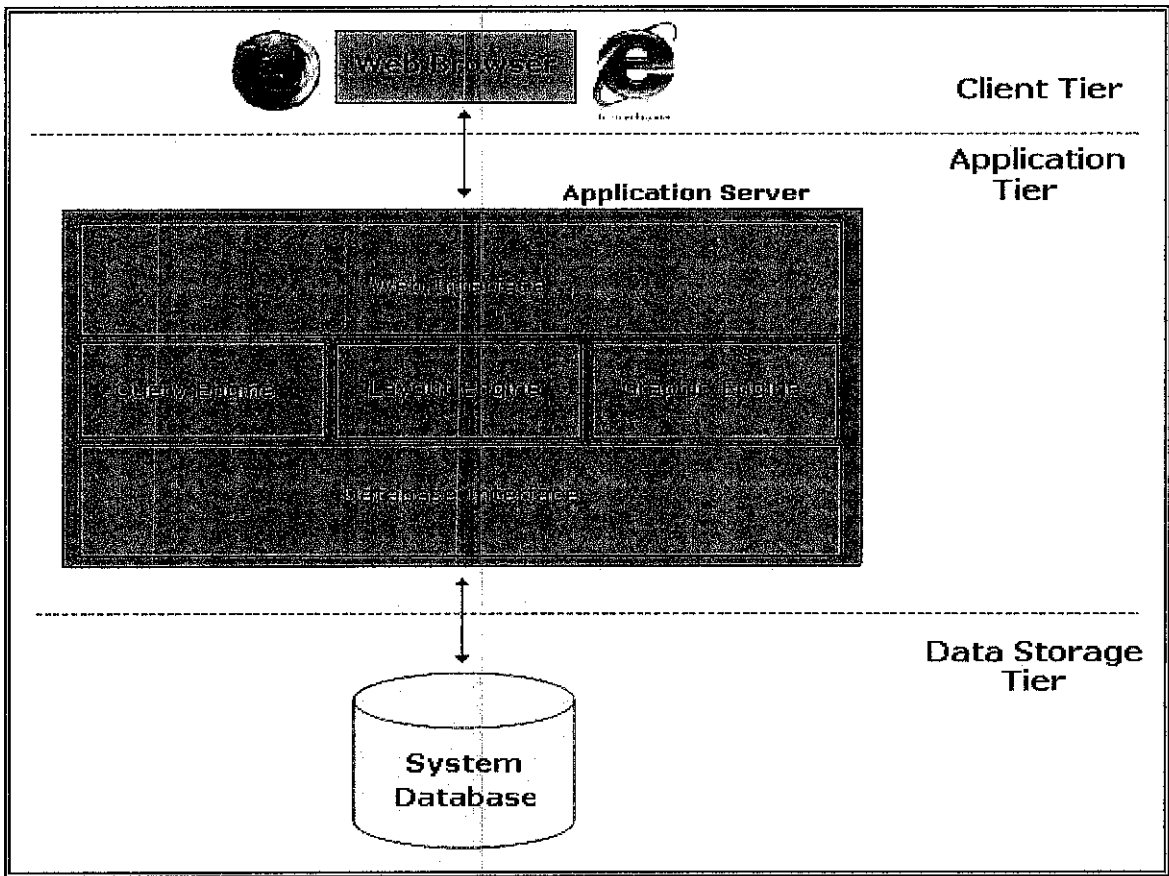 Web Browser
Client Tier
Application
Tier
Application Server
Web Interface
Query Engine
Layout Engine
Graphic Engine
Database Interface
Data Storage
Tier
System
Database